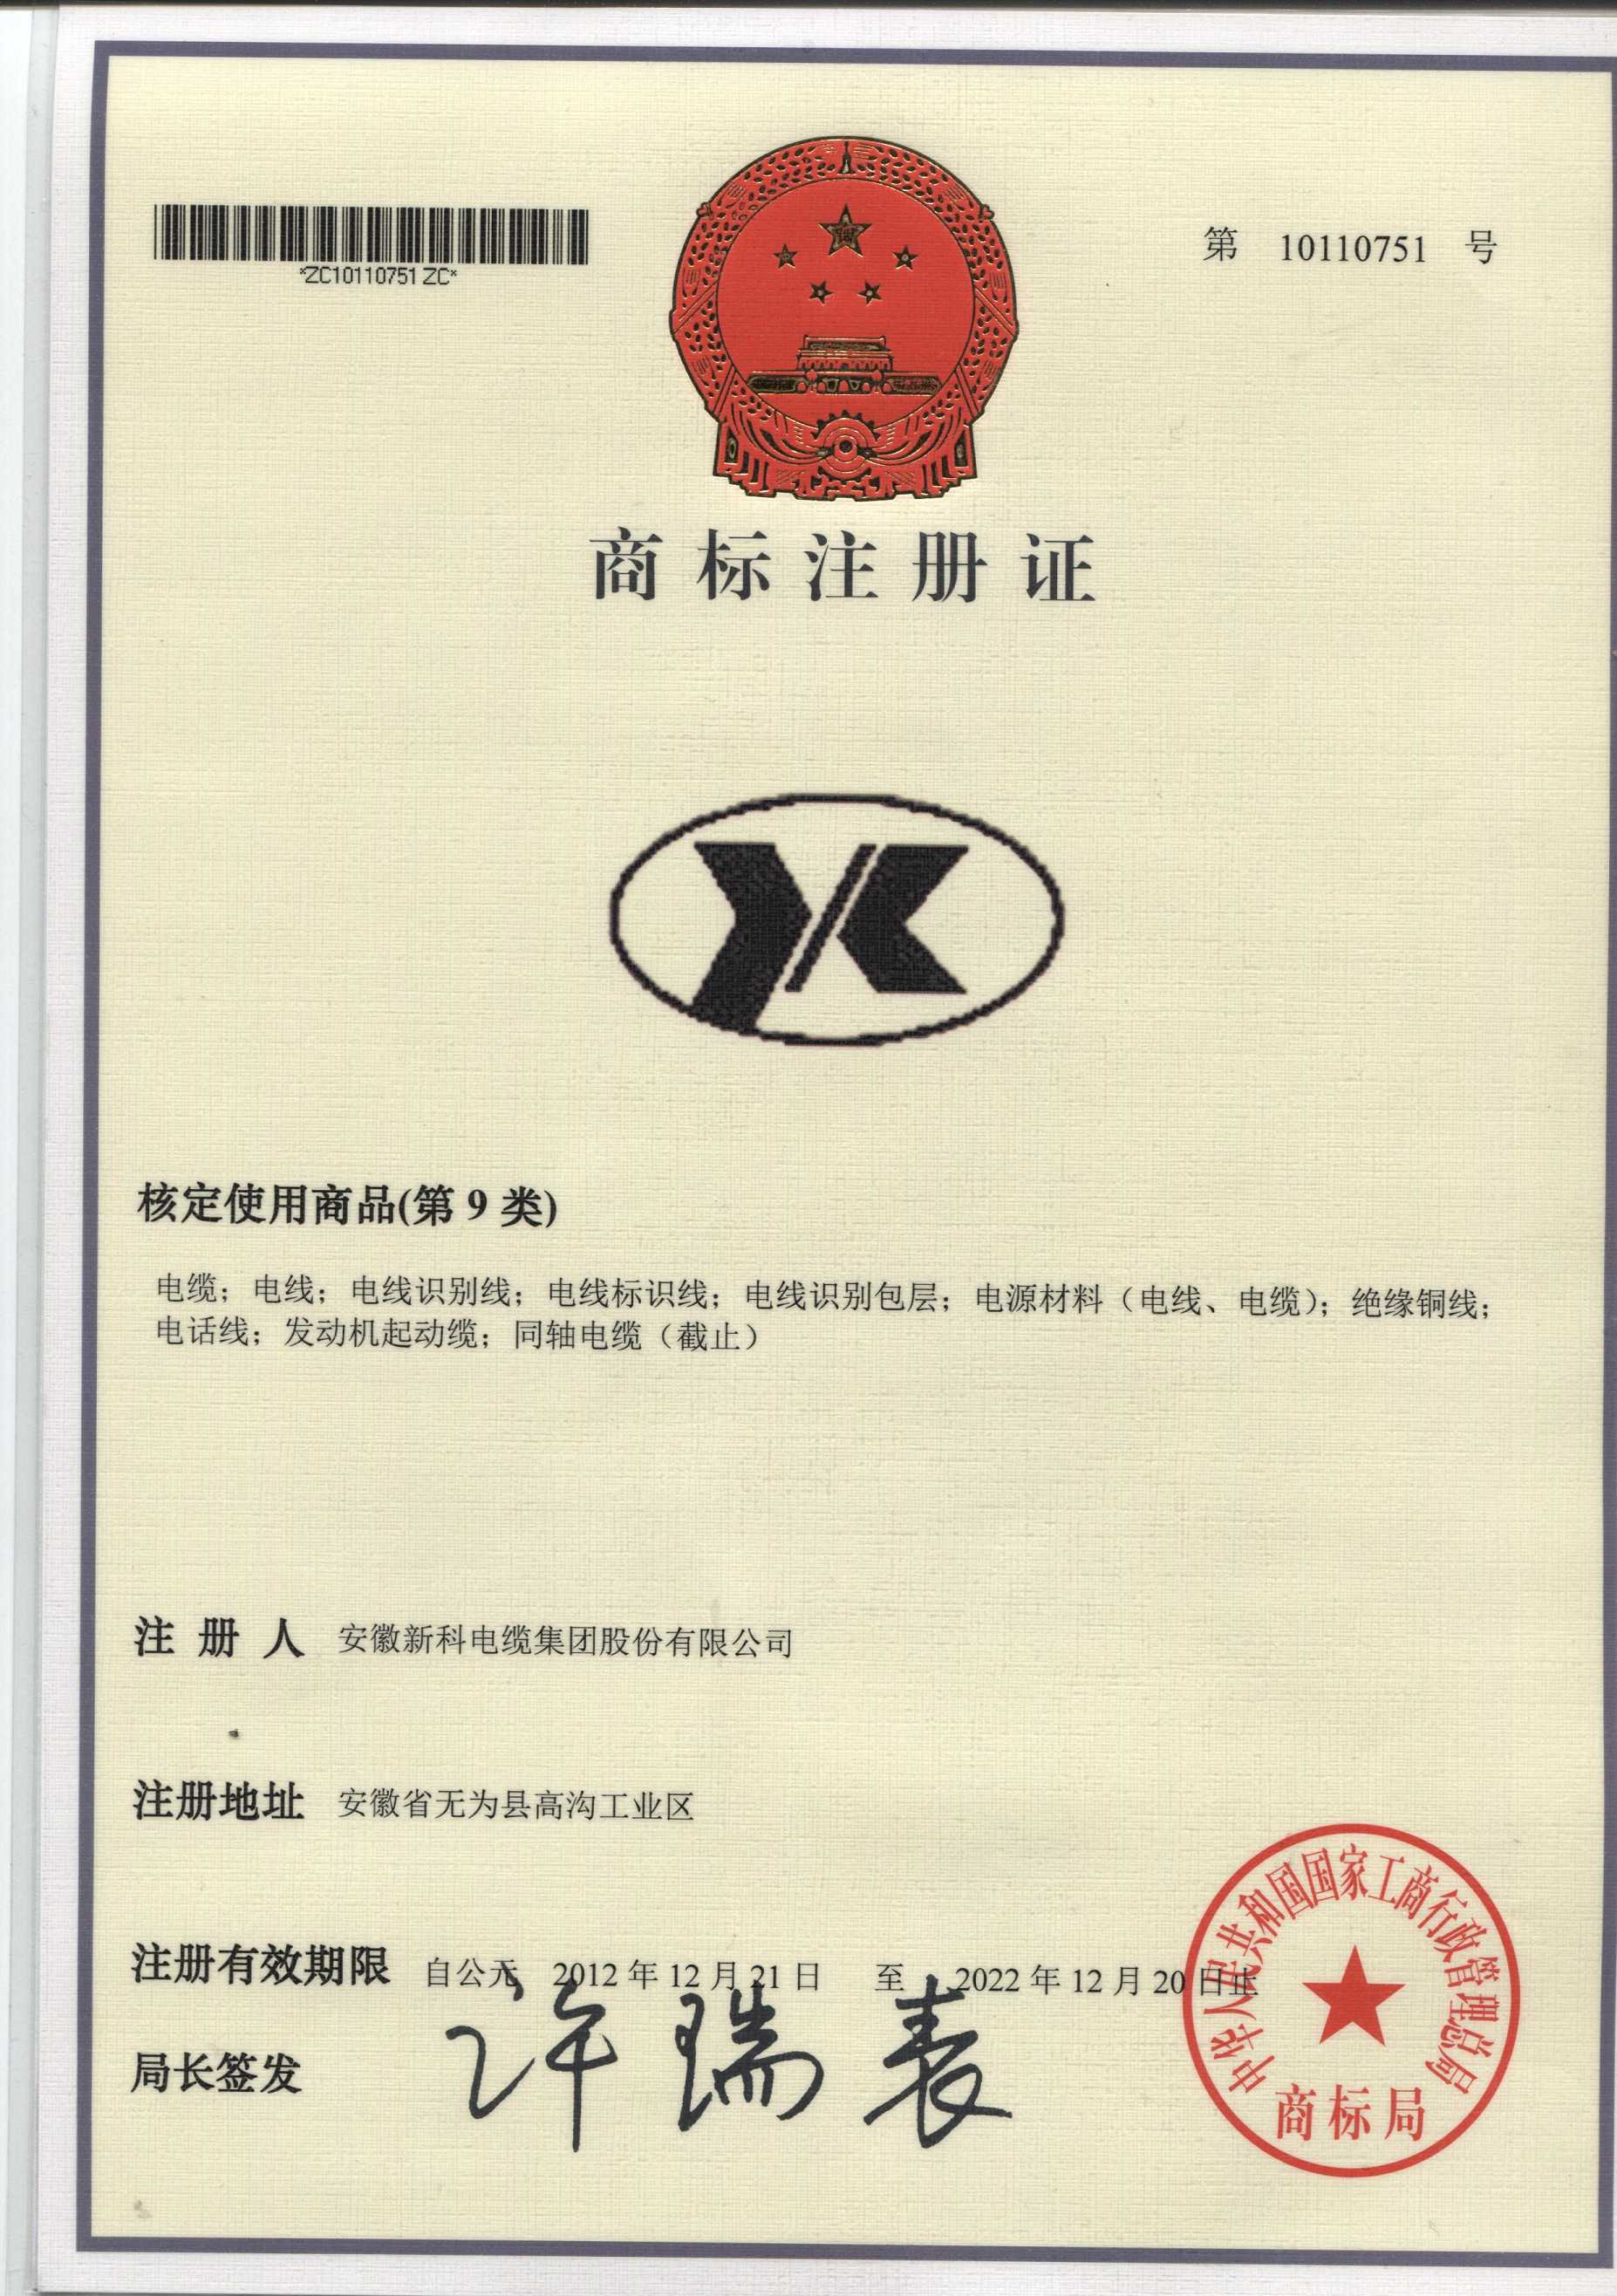 *ZC10110751ZC*
第 10110751 号
商标注册证
核定使用商品(第 9 类)
电缆；电线；电线识别线；电线标识线；电线识别包层；电源材料（电线、电缆）；绝缘铜线；
电话线；发动机起动缆；同轴电缆（截止）
注 册 人 安徽新科电缆集团股份有限公司
注册地址 安徽省无为县高沟工业区
注册有效期限 自公元 2012 年 12 月 21 日 至 2022 年 12 月 20 日止
局长签发 许瑞表
中华人民共和国国家工商行政管理总局
商标局